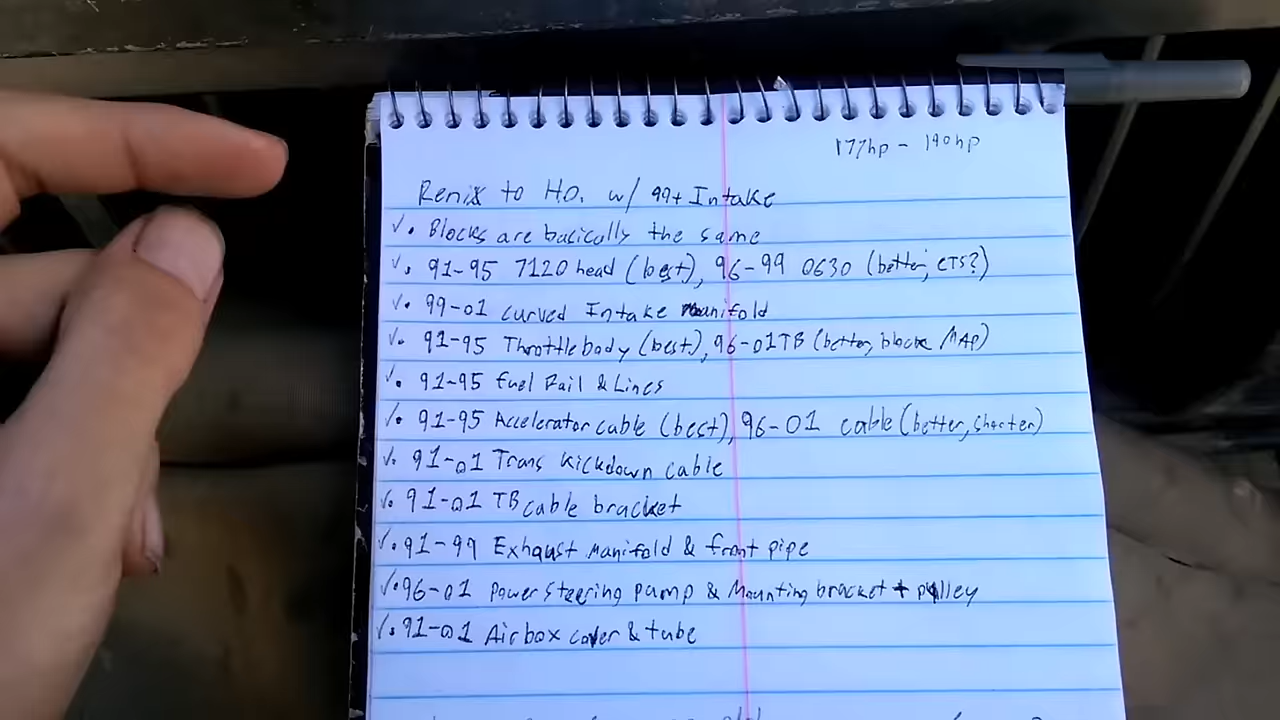 177hp - 190hp
Renix to H.O. w/ 99+ Intake
✓. Blocks are basically the same
✓. 91-95 7120 head (best), 96-99 0630 (better, CTS?)
✓. 99-01 curved Intake manifold
✓. 91-95 Throttlebody (best), 96-01 TB (better, block MAP)
✓. 91-95 Fuel Rail & Lines
✓. 91-95 Accelerator cable (best), 96-01 cable (better, shorter)
✓. 91-01 Trans Kickdown cable
✓. 91-01 TB cable bracket
✓. 91-99 Exhaust Manifold & front pipe
✓. 96-01 Power Steering pump & Mounting bracket + pulley
✓. 91-01 Airbox cover & tube